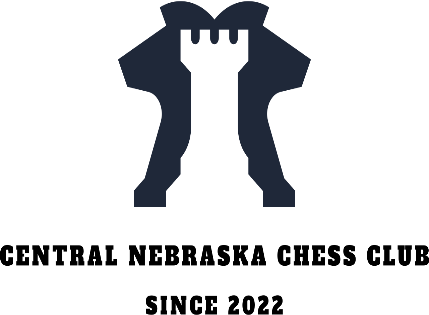 CENTRAL NEBRASKA CHESS CLUB
SINCE 2022